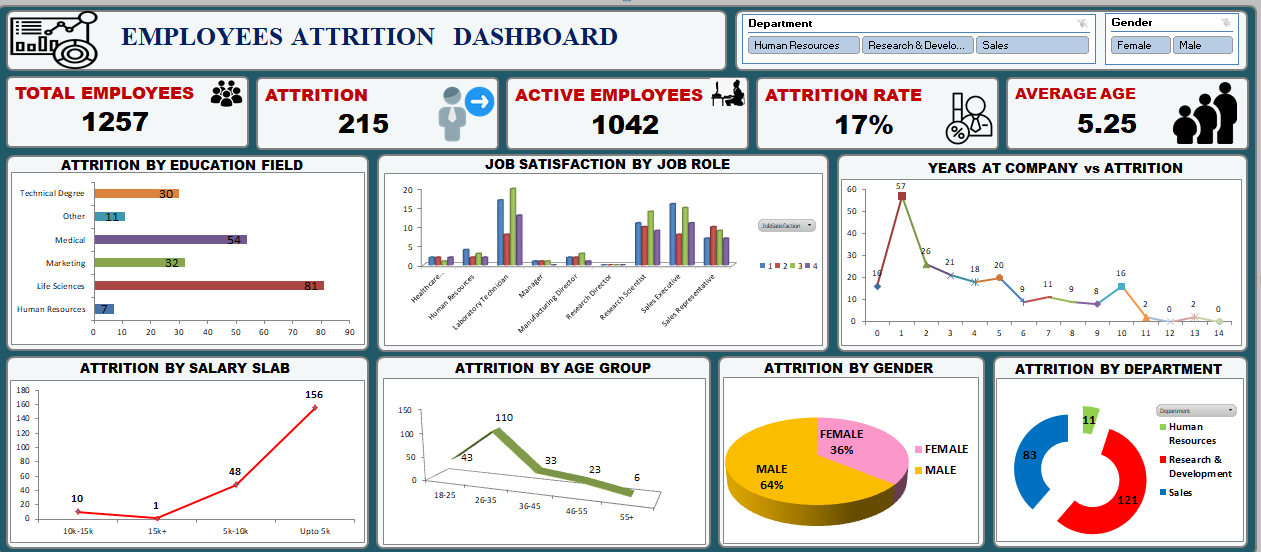 EMPLOYEES ATTRITION DASHBOARD
Department
Human Resources
Research & Develo...
Sales
Gender
Female
Male
TOTAL EMPLOYEES
1257
ATTRITION
215
ACTIVE EMPLOYEES
1042
ATTRITION RATE
17%
%
AVERAGE AGE
5.25
ATTRITION BY EDUCATION FIELD
Technical Degree 30
Other 11
Medical 54
Marketing 32
Life Sciences 81
Human Resources 7
0 10 20 30 40 50 60 70 80 90
JOB SATISFACTION BY JOB ROLE
20
15
10
5
0
Healthcare...
Human Resources
Laboratory Technician
Manager
Manufacturing Director
Research Director
Research Scientist
Sales Executive
Sales Representative
JobSatisfaction
1 2 3 4
YEARS AT COMPANY vs ATTRITION
60
50
40
30
20
10
0
16 57 26 21 18 20 9 11 9 8 16 2 0 2 0
0 1 2 3 4 5 6 7 8 9 10 11 12 13 14
ATTRITION BY SALARY SLAB
180
160
140
120
100
80
60
40
20
0
10 1 48 156
10k-15k 15k+ 5k-10k Upto 5k
ATTRITION BY AGE GROUP
150
100
50
0
43 110 33 23 6
18-25 26-35 36-45 46-55 55+
ATTRITION BY GENDER
FEMALE
36%
MALE
64%
FEMALE
MALE
ATTRITION BY DEPARTMENT
11
83
121
Department
Human
Resources
Research &
Development
Sales